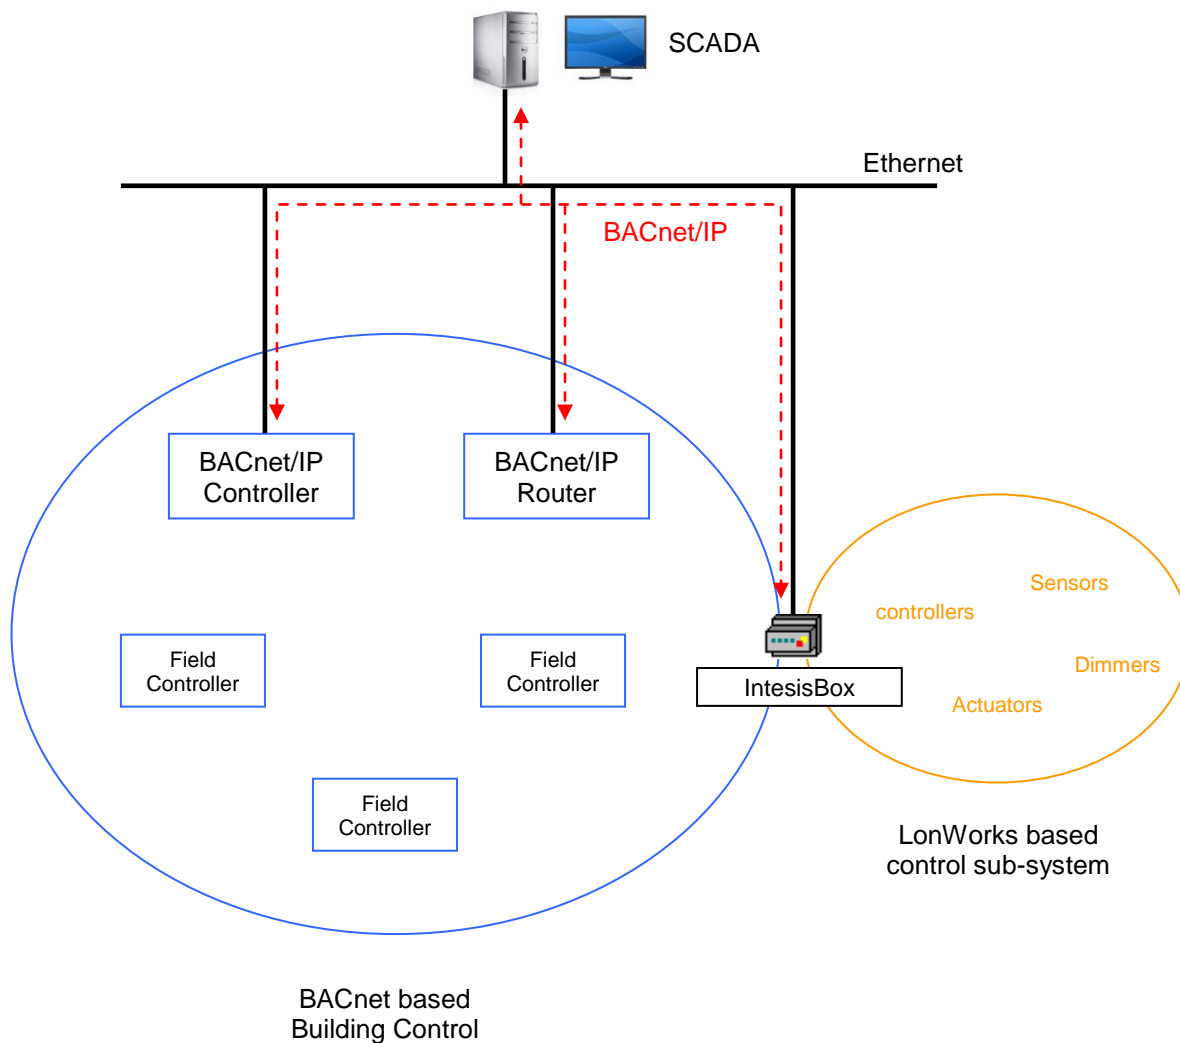 SCADA
Ethernet
BACnet/IP
BACnet/IP
Controller
BACnet/IP
Router
Sensors
controllers
Field
Controller
Field
Controller
Dimmers
IntesisBox
Actuators
Field
Controller
LonWorks based
control sub-system
BACnet based
Building Control